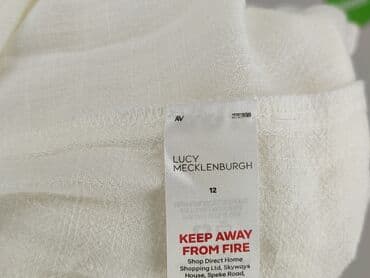 AV
LUCY
MECKLENBURGH
12
KEEP AWAY
FROM FIRE
Shop Direct Home
Shopping Ltd, Skyways
House, Speke Road,